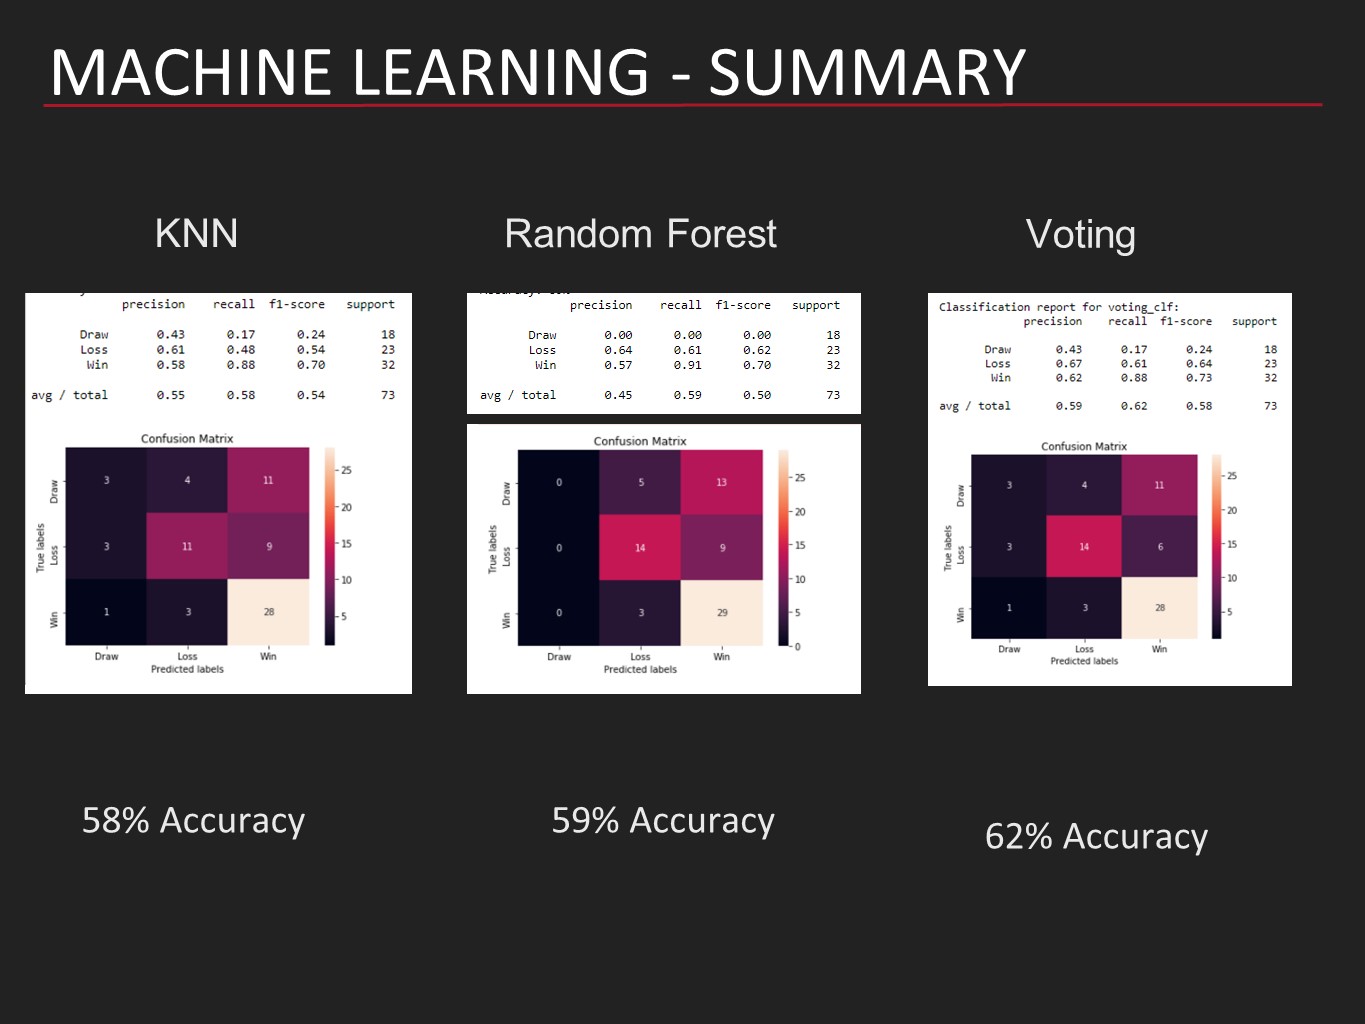 MACHINE LEARNING - SUMMARY
KNN
precision recall f1-score support
Draw 0.43 0.17 0.24 18
Loss 0.61 0.48 0.54 23
Win 0.58 0.88 0.70 32
avg / total 0.55 0.58 0.54 73
Confusion Matrix
3 4 11
3 11 9
1 3 28
Draw
Loss
Win
True labels
Draw Loss Win
Predicted labels
25
20
15
10
5
58% Accuracy
Random Forest
precision recall f1-score support
Draw 0.00 0.00 0.00 18
Loss 0.64 0.61 0.62 23
Win 0.57 0.91 0.70 32
avg / total 0.45 0.59 0.50 73
Confusion Matrix
0 5 13
0 14 9
0 3 29
Draw
Loss
Win
True labels
Draw Loss Win
Predicted labels
25
20
15
10
5
0
59% Accuracy
Voting
Classification report for voting_clf:
precision recall f1-score support
Draw 0.43 0.17 0.24 18
Loss 0.67 0.61 0.64 23
Win 0.62 0.88 0.73 32
avg / total 0.59 0.62 0.58 73
Confusion Matrix
3 4 11
3 14 6
1 3 28
Draw
Loss
Win
True labels
Draw Loss Win
Predicted labels
25
20
15
10
5
62% Accuracy